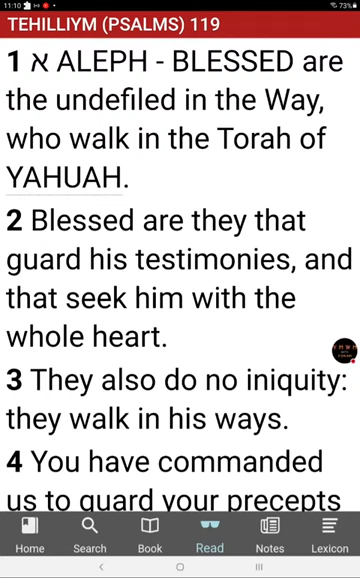 11:10
73%
TEHILLIYM (PSALMS) 119
1 א ALEPH - BLESSED are
the undefiled in the Way,
who walk in the Torah of
YAHUAH.
2 Blessed are they that
guard his testimonies, and
that seek him with the
whole heart.
3 They also do no iniquity:
they walk in his ways.
4 You have commanded
us to guard your precepts
Home Search Book Read Notes Lexicon